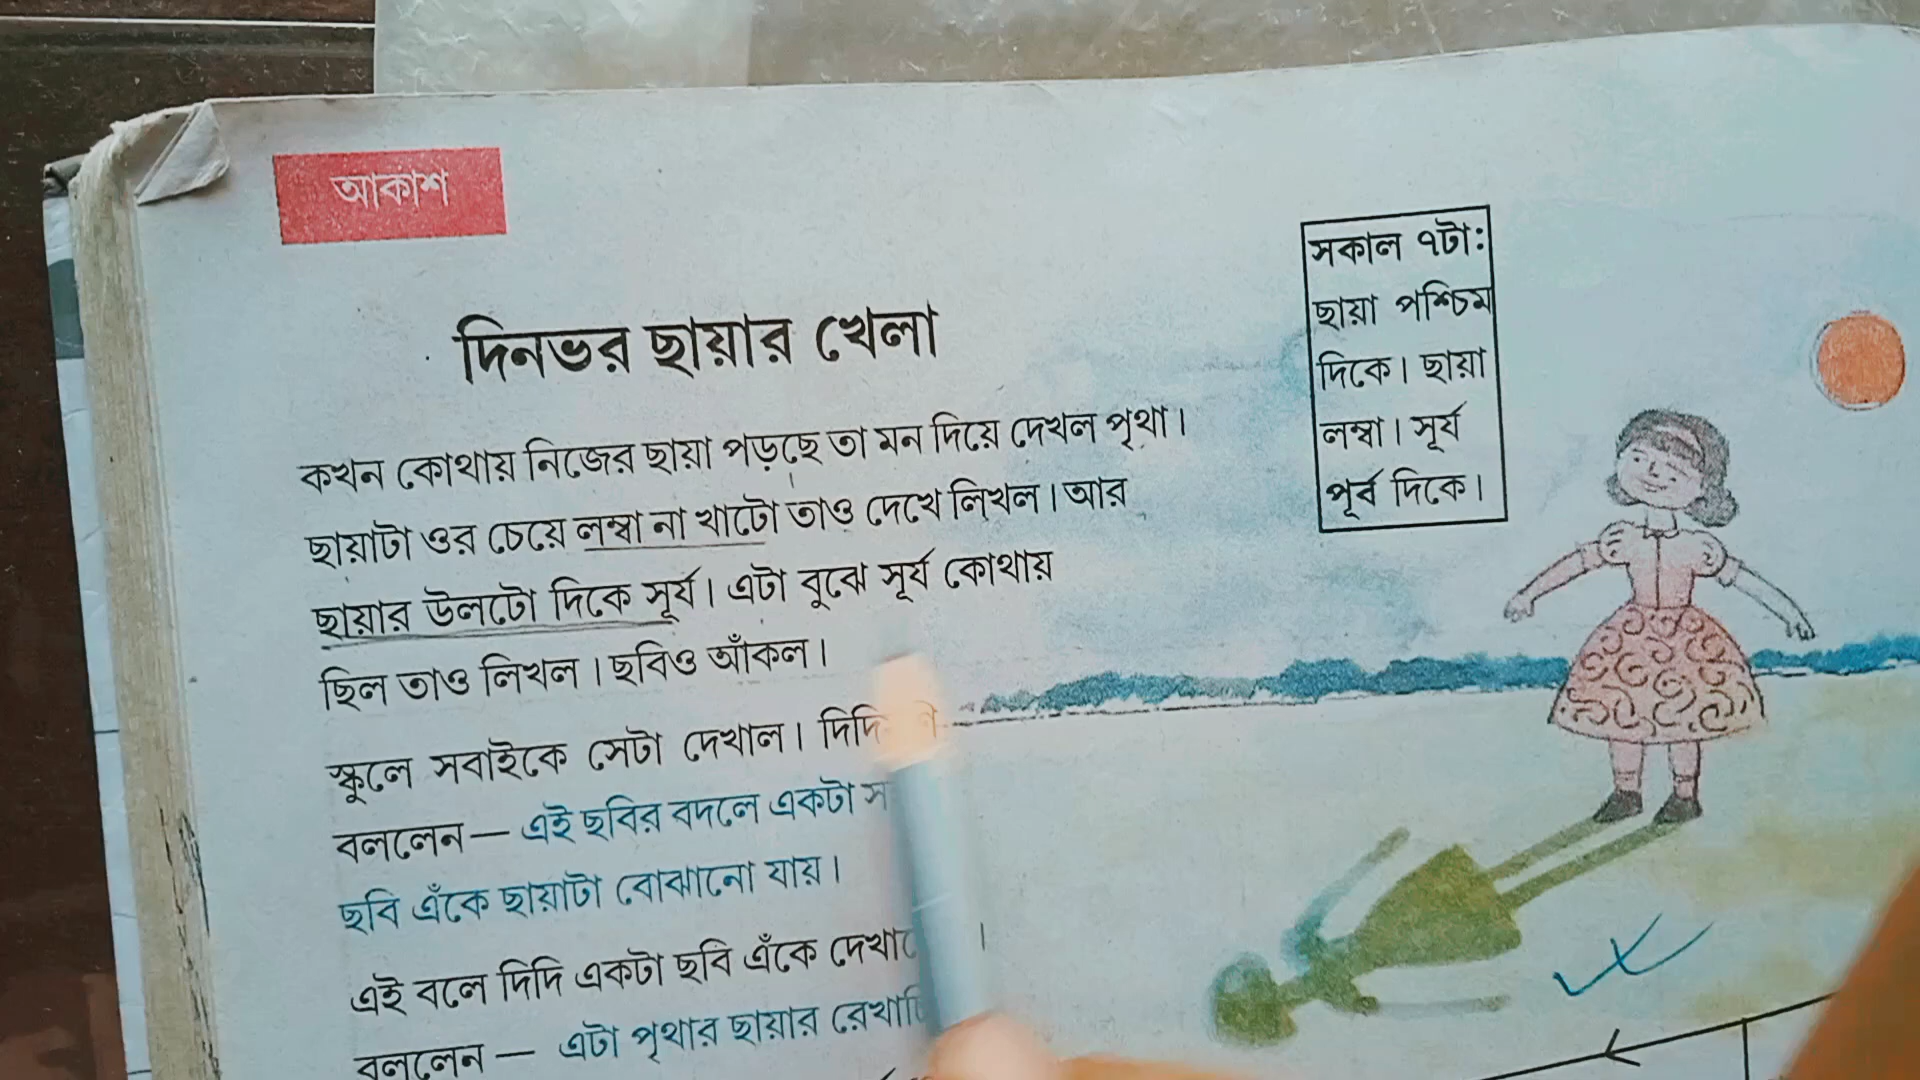 আকাশ
দিনভর ছায়ার খেলা
কখন কোথায় নিজের ছায়া পড়ছে তা মন দিয়ে দেখল পৃথা।
ছায়াটা ওর চেয়ে লম্বা না খাটো তাও দেখে লিখল। আর
ছায়ার উলটো দিকে সূর্য। এটা বুঝে সূর্য কোথায়
ছিল তাও লিখল। ছবিও আঁকল।
স্কুলে সবাইকে সেটা দেখাল।
বললেন — এই ছবির বদলে একটা
ছবি এঁকে ছায়াটা বোঝানো যায়।
এই বলে দিদি একটা ছবি এঁকে
বললেন — এটা পৃথার ছায়ার
সকাল ৭টা:
ছায়া পশ্চিম
দিকে। ছায়া
লম্বা। সূর্য
পূর্ব দিকে।